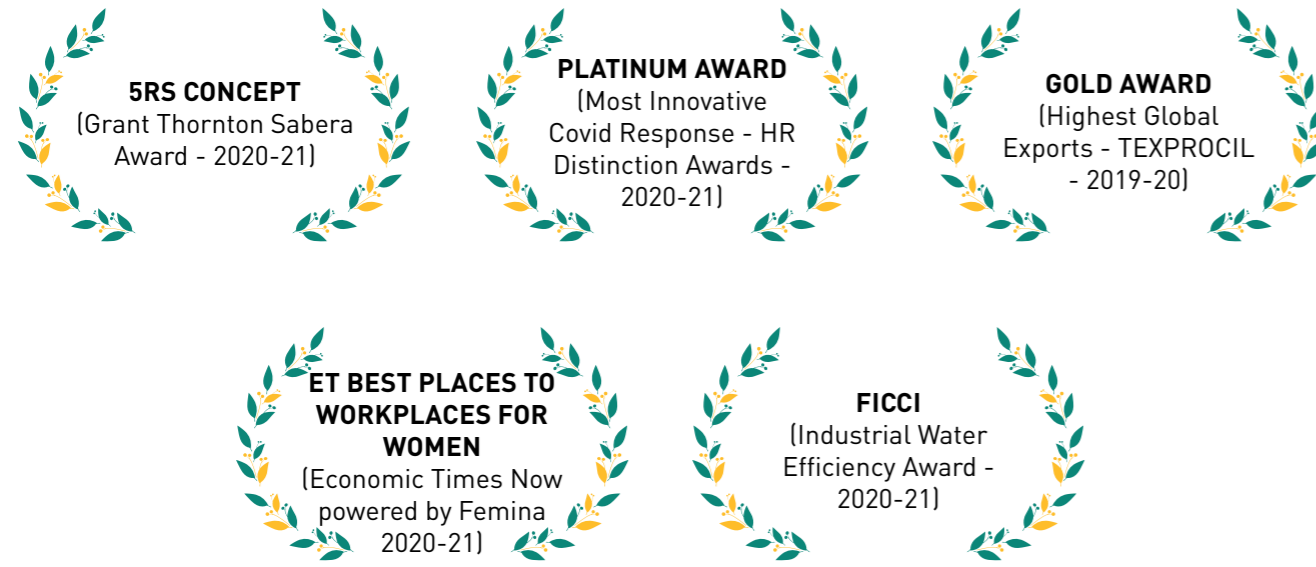 5RS CONCEPT
(Grant Thornton Sabera
Award - 2020-21)
PLATINUM AWARD
(Most Innovative
Covid Response - HR
Distinction Awards -
2020-21)
GOLD AWARD
(Highest Global
Exports - TEXPROCIL
- 2019-20)
ET BEST PLACES TO
WORKPLACES FOR
WOMEN
(Economic Times Now
powered by Femina
2020-21)
FICCI
(Industrial Water
Efficiency Award -
2020-21)